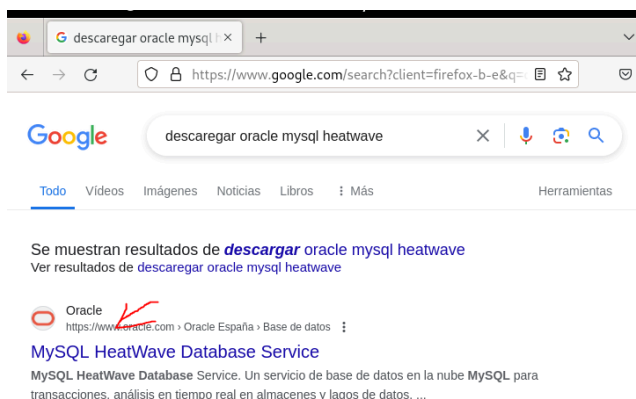 descaregar oracle mysql h
https://www.google.com/search?client=firefox-b-e&q=
Google
descaregar oracle mysql heatwave
Todo Vídeos Imágenes Noticias Libros Más Herramientas
Se muestran resultados de descargar oracle mysql heatwave
Ver resultados de descaregar oracle mysql heatwave
Oracle
https://www.oracle.com › Oracle España › Base de datos
MySQL HeatWave Database Service
MySQL HeatWave Database Service. Un servicio de base de datos en la nube MySQL para
transacciones, análisis en tiempo real en almacenes y lagos de datos. ...